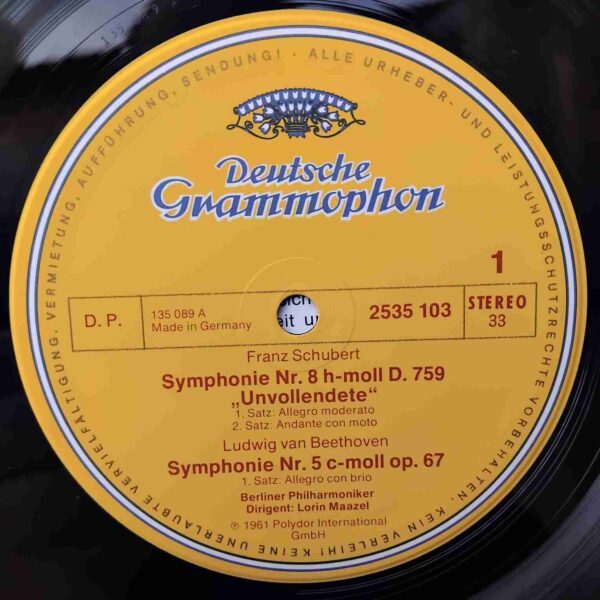 ALLE URHEBER- UND LEISTUNGSSCHUTZRECHTE VORBEHALTEN. KEIN VERLEIH! KEINE UNERLAUBTE VERVIELFÄLTIGUNG, VERMIETUNG, AUFFÜHRUNG, SENDUNG! ·
Deutsche
Grammophon
1
D. P.
135 089 A
Made in Germany
2535 103
STEREO
33
eit
Franz Schubert
Symphonie Nr. 8 h-moll D. 759
„Unvollendete“
1. Satz: Allegro moderato
2. Satz: Andante con moto
Ludwig van Beethoven
Symphonie Nr. 5 c-moll op. 67
1. Satz: Allegro con brio
Berliner Philharmoniker
Dirigent: Lorin Maazel
℗ 1961 Polydor International
GmbH